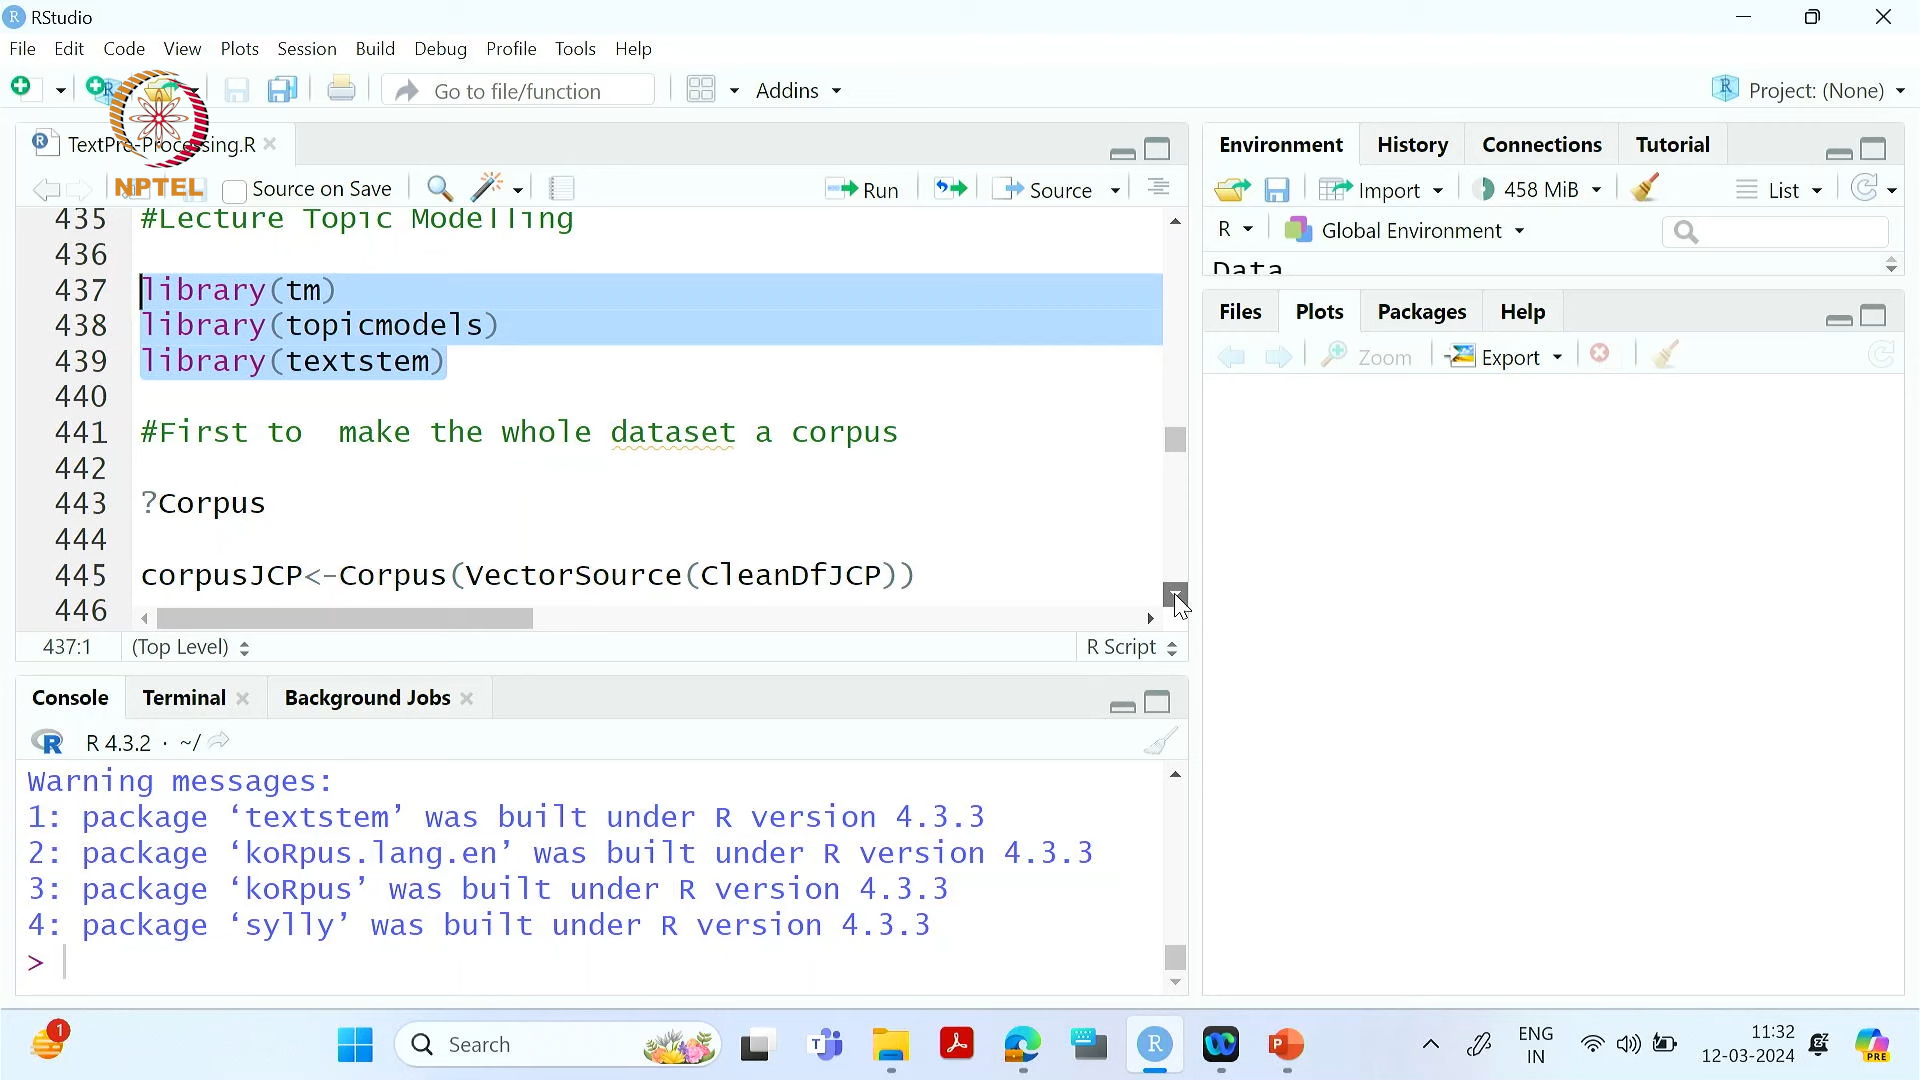 RStudio
File Edit Code View Plots Session Build Debug Profile Tools Help
Go to file/function Addins Project: (None)
TextPre-Processing.R
NPTEL
Source on Save Run Source
435 #Lecture Topic Modelling
436
437 library(tm)
438 library(topicmodels)
439 library(textstem)
440
441 #First to  make the whole dataset a corpus
442
443 ?Corpus
444
445 corpusJCP<-Corpus(VectorSource(CleanDfJCP))
446
437:1 (Top Level) R Script
Console Terminal Background Jobs
R 4.3.2 · ~/
Warning messages:
1: package ‘textstem’ was built under R version 4.3.3
2: package ‘koRpus.lang.en’ was built under R version 4.3.3
3: package ‘koRpus’ was built under R version 4.3.3
4: package ‘sylly’ was built under R version 4.3.3
>
Environment History Connections Tutorial
Import 458 MiB List
R Global Environment
Data
Files Plots Packages Help
Zoom Export
1 Search ENG 11:32
IN 12-03-2024 PRE